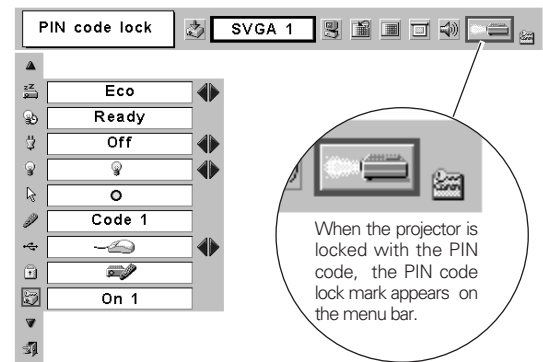 PIN code lock
SVGA 1
Eco
Ready
Off
Code 1
On 1
When the projector is
locked with the PIN
code, the PIN code
lock mark appears on
the menu bar.